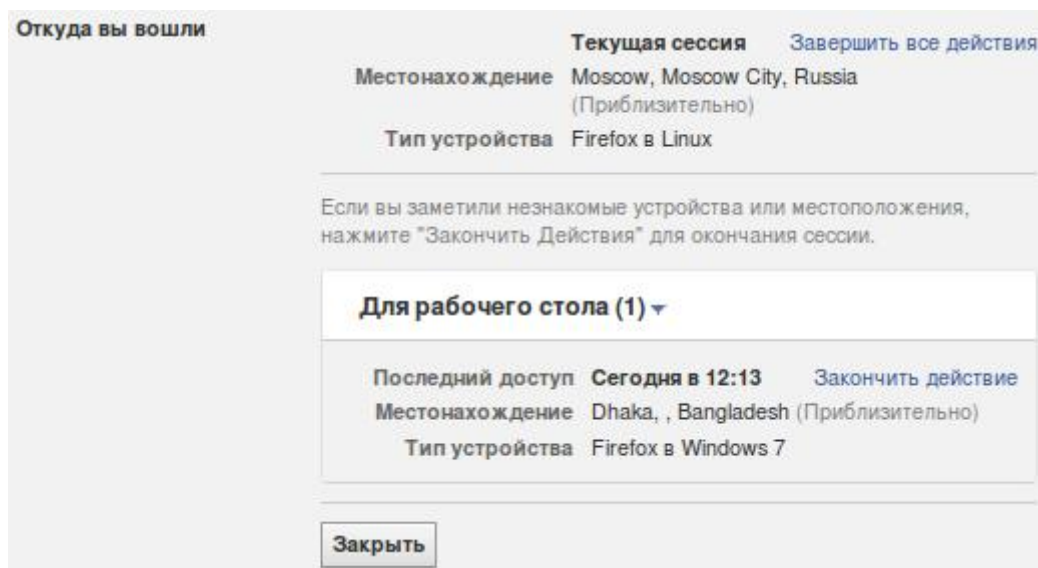 Откуда вы вошли
Текущая сессия Завершить все действия
Местонахождение Moscow, Moscow City, Russia
(Приблизительно)
Тип устройства Firefox в Linux
Если вы заметили незнакомые устройства или местоположения,
нажмите "Закончить Действия" для окончания сессии.
Для рабочего стола (1)
Последний доступ Сегодня в 12:13 Закончить действие
Местонахождение Dhaka, , Bangladesh (Приблизительно)
Тип устройства Firefox в Windows 7
Закрыть